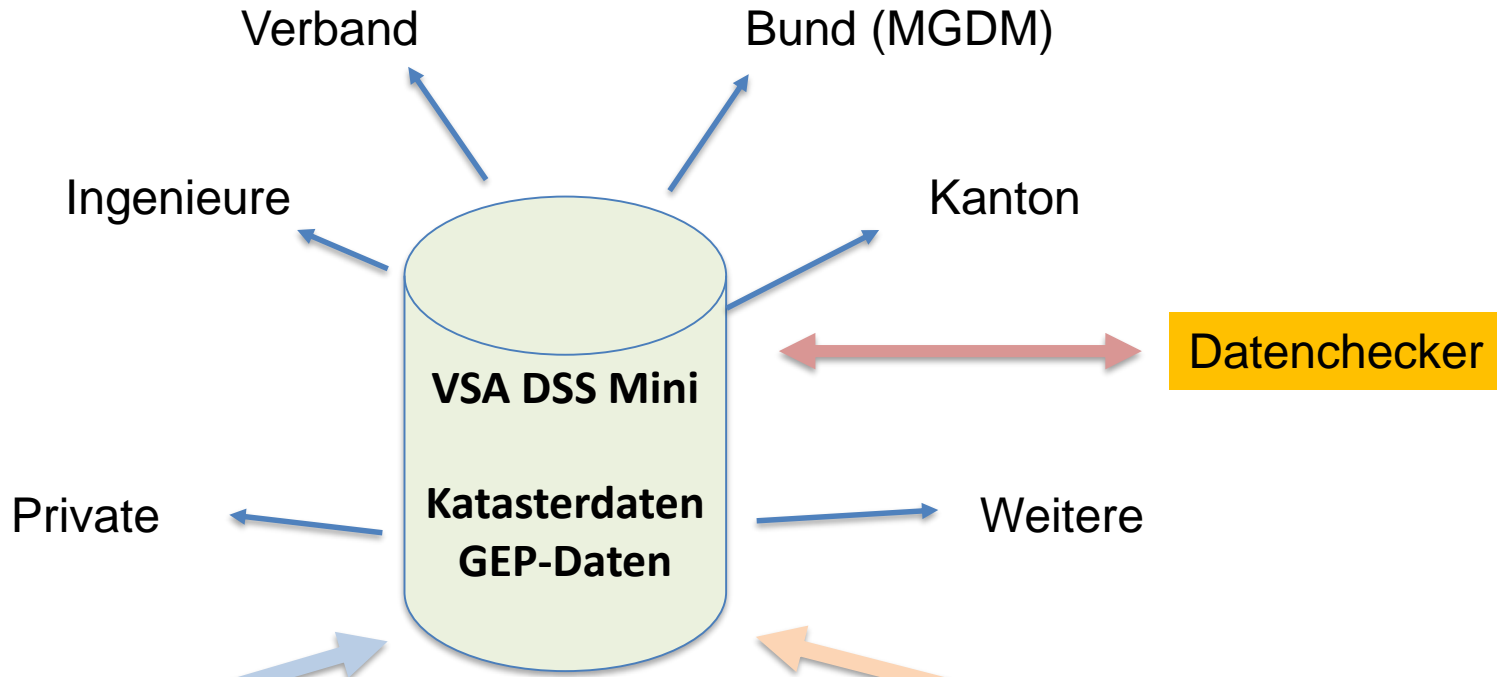 Verband
Bund (MGDM)
Ingenieure
Kanton
Datenchecker
VSA DSS Mini
Katasterdaten
GEP-Daten
Private
Weitere